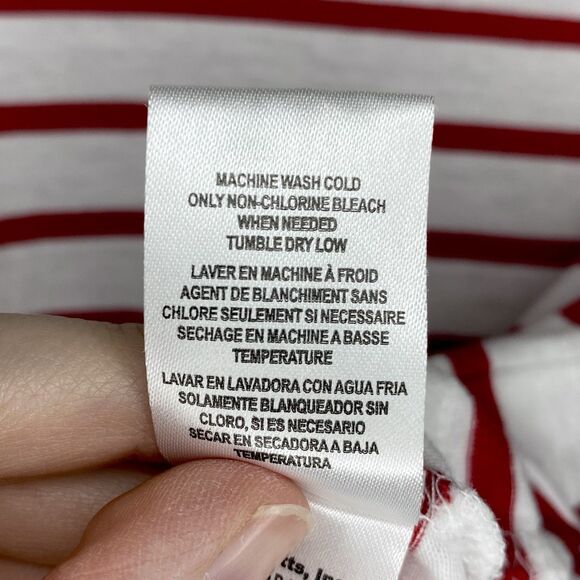 MACHINE WASH COLD
ONLY NON-CHLORINE BLEACH
WHEN NEEDED
TUMBLE DRY LOW
LAVER EN MACHINE À FROID
AGENT DE BLANCHIMENT SANS
CHLORE SEULEMENT SI NECESSAIRE
SECHAGE EN MACHINE A BASSE
TEMPERATURE
LAVAR EN LAVADORA CON AGUA FRIA
SOLAMENTE BLANQUEADOR SIN
CLORO, SI ES NECESARIO
SECAR EN SECADORA A BAJA
TEMPERATURA